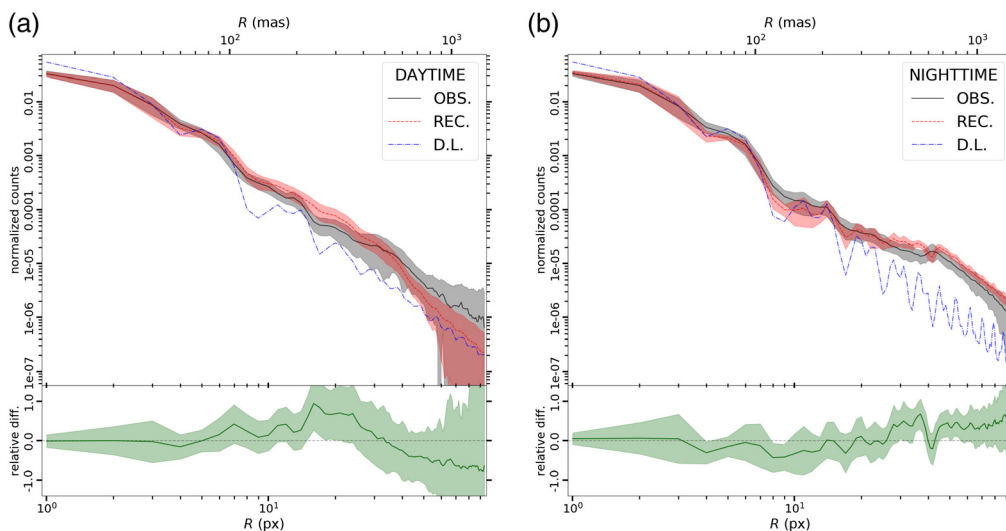 (a)
R (mas)
10²
10³
DAYTIME
OBS.
REC.
D.L.
normalized counts
0.01
0.001
0.0001
1e-05
1e-06
1e-07
relative diff.
1.0
0.0
-1.0
10⁰
10¹
R (px)
(b)
R (mas)
10²
10³
NIGHTTIME
OBS.
REC.
D.L.
normalized counts
0.01
0.001
0.0001
1e-05
1e-06
1e-07
relative diff.
1.0
0.0
-1.0
10⁰
10¹
R (px)